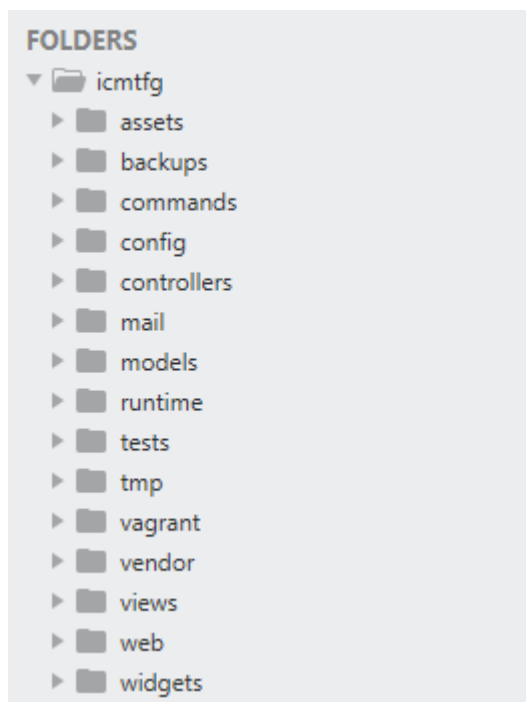 FOLDERS
icmtfg
assets
backups
commands
config
controllers
mail
models
runtime
tests
tmp
vagrant
vendor
views
web
widgets